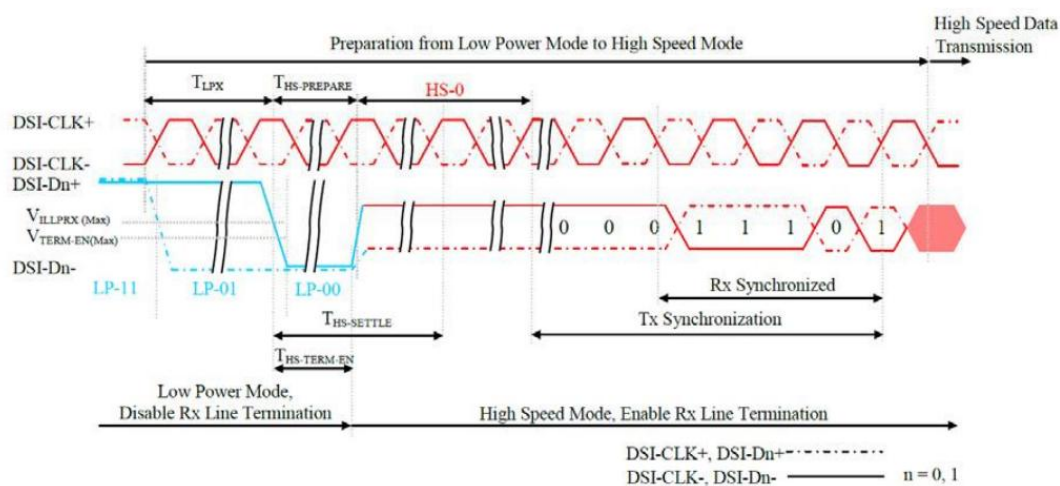 Preparation from Low Power Mode to High Speed Mode
High Speed Data
Transmission
TLPX
THS-PREPARE
HS-0
DSI-CLK+
DSI-CLK-
DSI-Dn+
VILLPRX (Max)
VTERM-EN(Max)
DSI-Dn-
0 0 0 1 1 1 0 1
LP-11
LP-01
LP-00
Rx Synchronized
THS-SETTLE
Tx Synchronization
THS-TERM-EN
Low Power Mode,
Disable Rx Line Termination
High Speed Mode, Enable Rx Line Termination
DSI-CLK+, DSI-Dn+
DSI-CLK-, DSI-Dn-
n = 0, 1